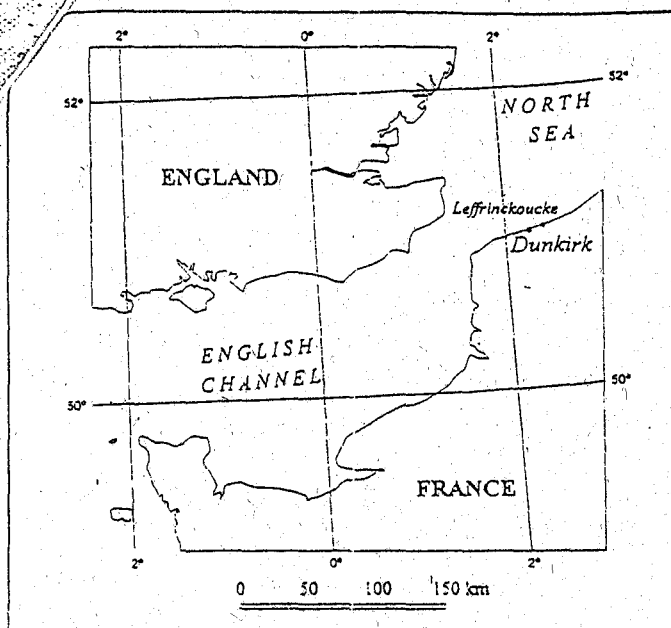 2° 0° 2°
52° 52°
NORTH
SEA
ENGLAND
Leffrinckoucke
Dunkirk
ENGLISH
CHANNEL
50° 50°
FRANCE
2° 0° 2°
0 50 100 150 km